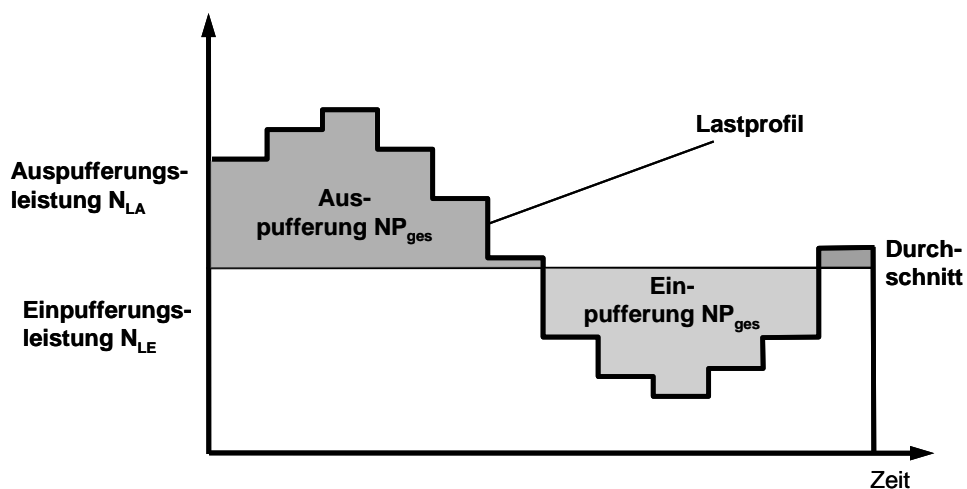 Lastprofil
Auspufferungs-
leistung N_LA
Aus-
pufferung NP_ges
Durch-
schnitt
Ein-
pufferung NP_ges
Einpufferungs-
leistung N_LE
Zeit